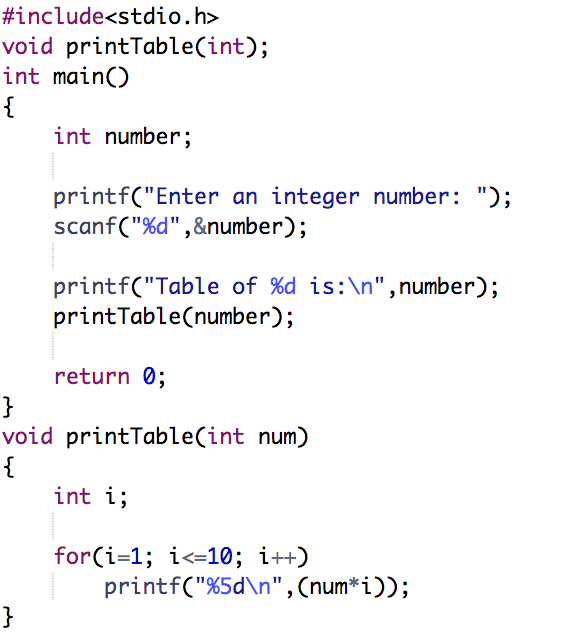 #include<stdio.h>
void printTable(int);
int main()
{
    int number;

    printf("Enter an integer number: ");
    scanf("%d",&number);

    printf("Table of %d is:\n",number);
    printTable(number);

    return 0;
}
void printTable(int num)
{
    int i;

    for(i=1; i<=10; i++)
        printf("%5d\n",(num*i));
}